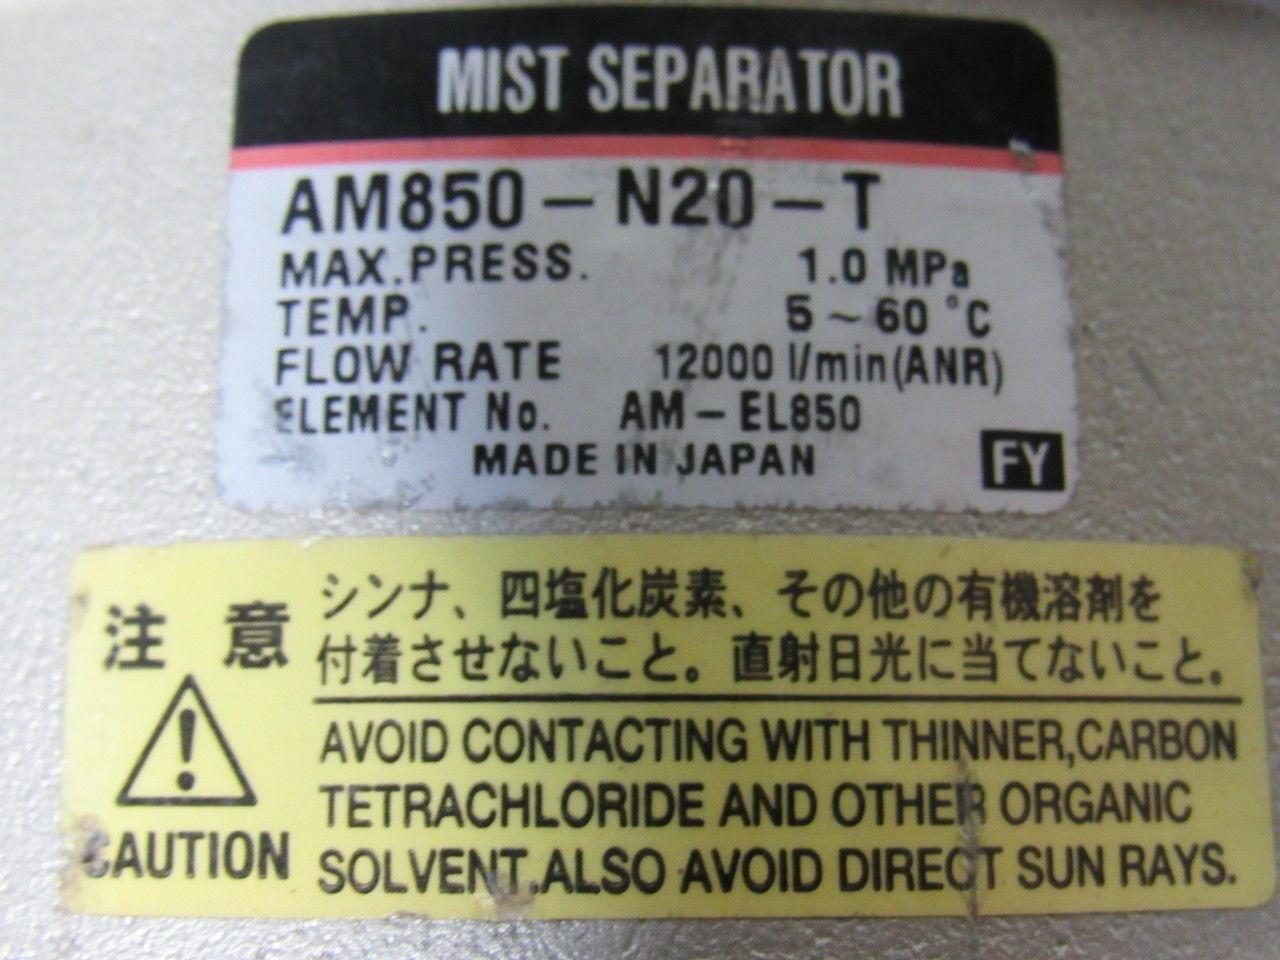 MIST SEPARATOR
AM850-N20-T
MAX.PRESS. 1.0 MPa
TEMP. 5~60 °C
FLOW RATE 12000 l/min(ANR)
ELEMENT No. AM-EL850
MADE IN JAPAN
FY
注 意
CAUTION
シンナ、四塩化炭素、その他の有機溶剤を
付着させないこと。直射日光に当てないこと。
AVOID CONTACTING WITH THINNER,CARBON
TETRACHLORIDE AND OTHER ORGANIC
SOLVENT.ALSO AVOID DIRECT SUN RAYS.